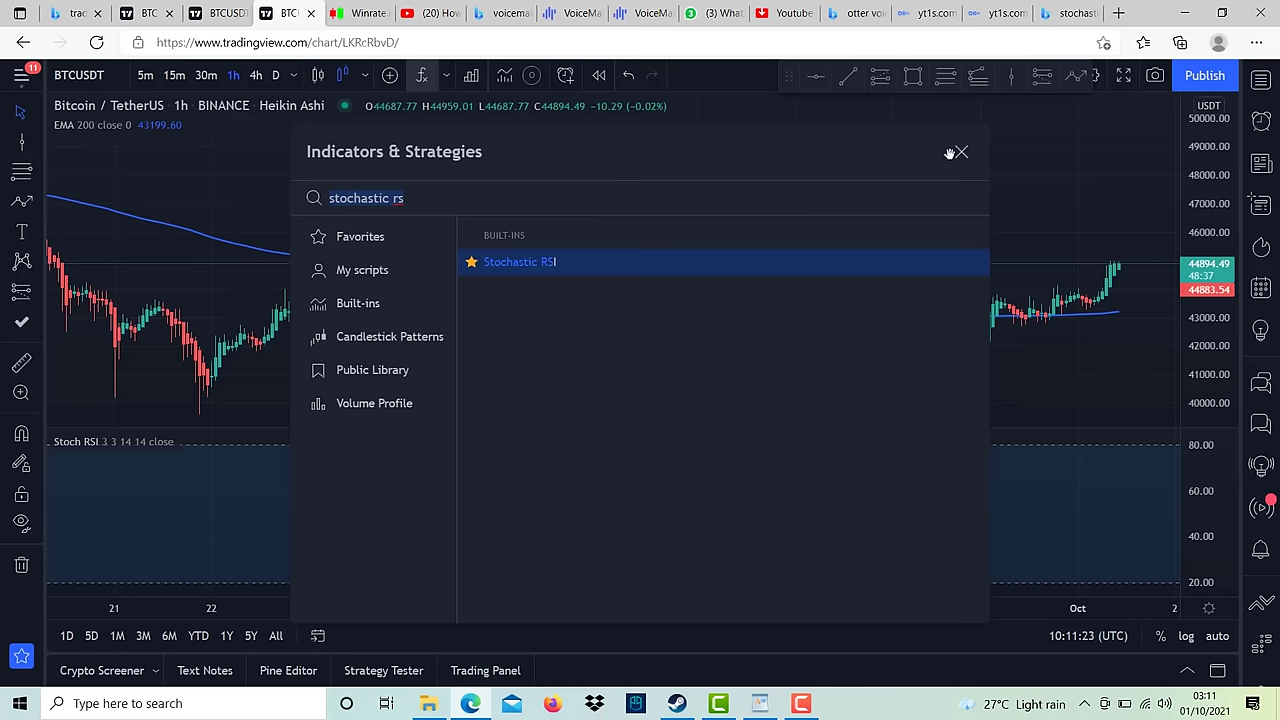 trac
BTC
BTCUSD
BTC
Winrate.
(20) How
voicemai
VoiceMa
VoiceMa
(3) What
Youtube
otter voi
yt1s.com
yt1s.com
stochast
https://www.tradingview.com/chart/LKRcRbvD/
11
BTCUSDT 5m 15m 30m 1h 4h D
Publish
Bitcoin / TetherUS · 1h · BINANCE · Heikin Ashi O44687.77 H44959.01 L44687.77 C44894.49 -10.29 (-0.02%)
EMA 200 close 0 43199.60
USDT
50000.00
49000.00
48000.00
47000.00
46000.00
44894.49
48:37
44883.54
43000.00
42000.00
41000.00
40000.00
Indicators & Strategies
stochastic rs
Favorites
My scripts
Built-ins
Candlestick Patterns
Public Library
Volume Profile
BUILT-INS
Stochastic RSI
Stoch RSI 3 3 14 14 close
80.00
60.00
40.00
20.00
21 22 Oct 2
1D 5D 1M 3M 6M YTD 1Y 5Y All
10:11:23 (UTC) % log auto
Crypto Screener Text Notes Pine Editor Strategy Tester Trading Panel
Type here to search
27°C Light rain
03:11
01/10/2021